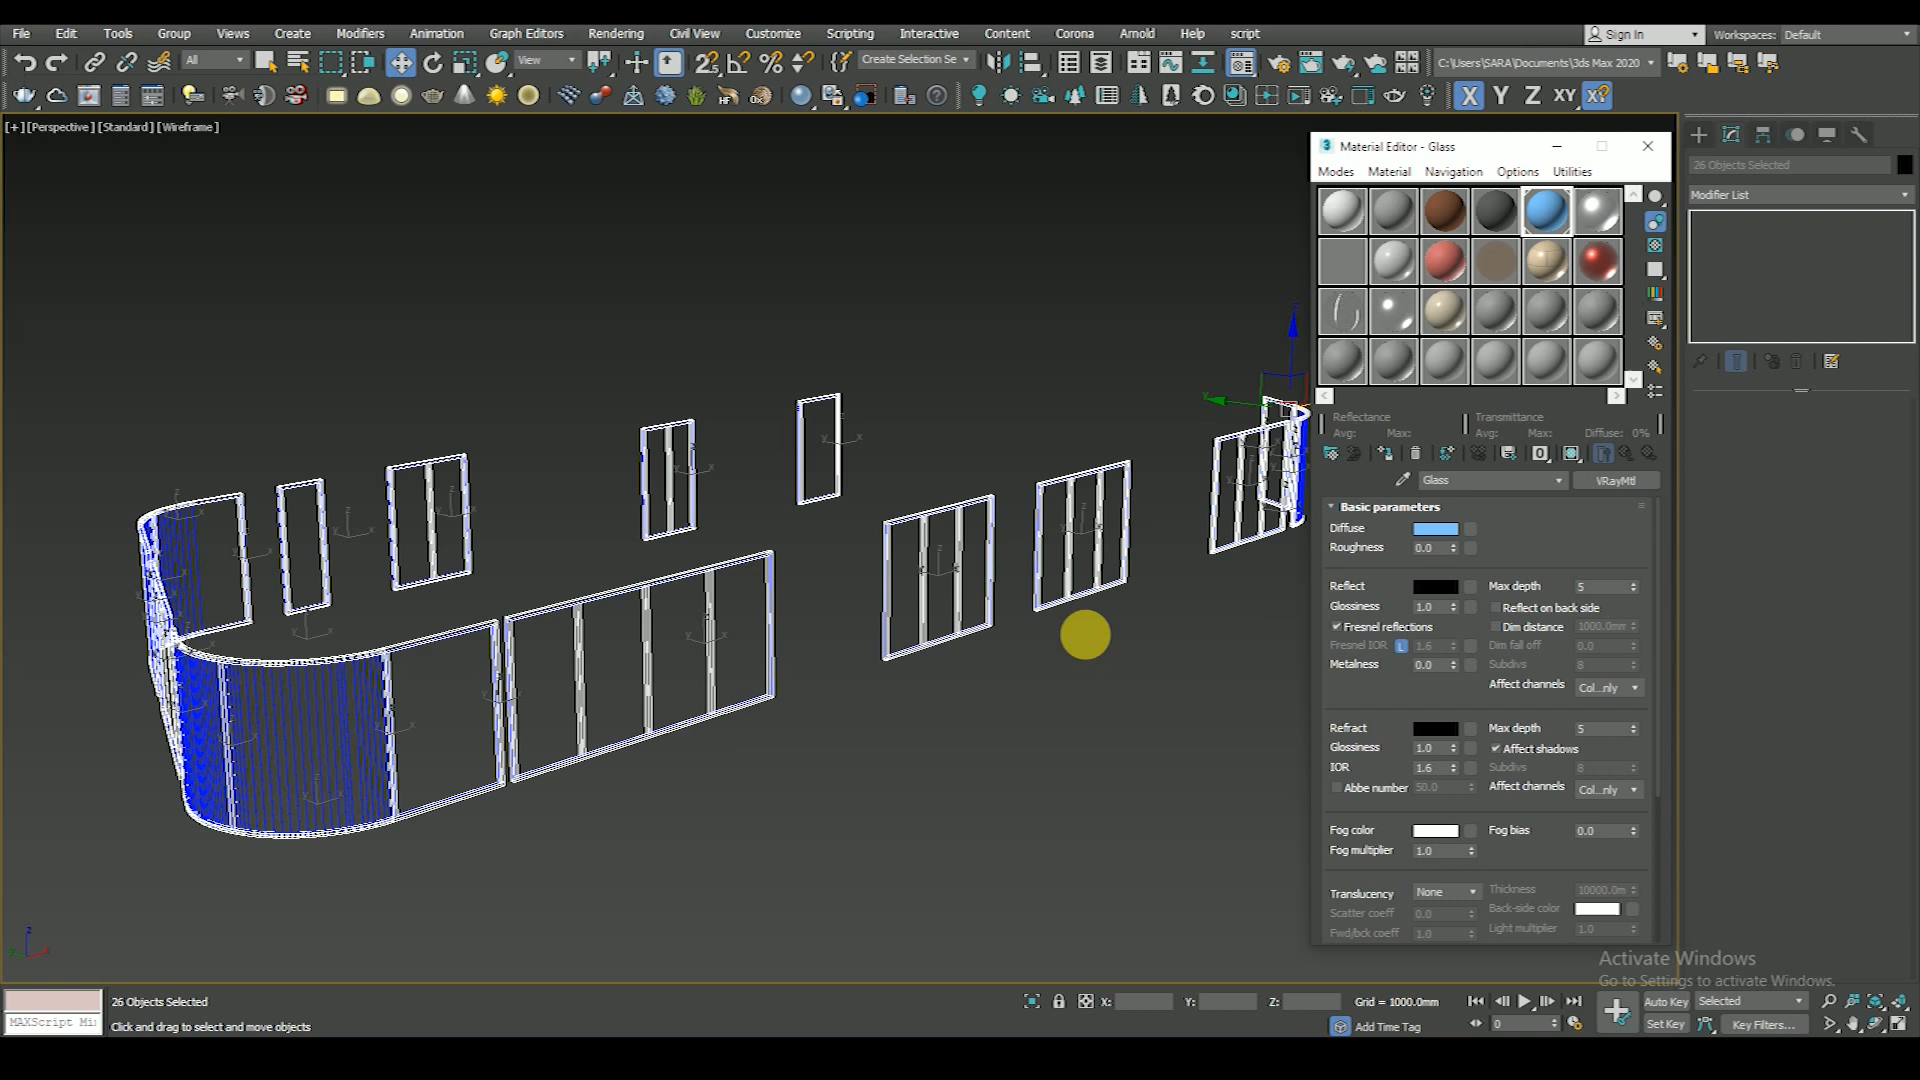 File Edit Tools Group Views Create Modifiers Animation Graph Editors Rendering Civil View Customize Scripting Interactive Content Corona Arnold Help script Sign In Workspaces: Default
All View Create Selection Se C:\Users\SARA\Documents\3ds Max 2020
X Y Z XY
[+] [Perspective] [Standard] [Wireframe]
Material Editor - Glass
Modes Material Navigation Options Utilities
26 Objects Selected
Modifier List
Reflectance Transmittance
Avg: Max: Avg: Max: Diffuse: 0%
Glass VRayMtl
Basic parameters
Diffuse
Roughness 0.0
Reflect Max depth 5
Glossiness 1.0 Reflect on back side
Fresnel reflections Dim distance 1000.0mm
Fresnel IOR L 1.6 Dim fall off 0.0
Metalness 0.0 Subdivs 8
Affect channels Col...nly
Refract Max depth 5
Glossiness 1.0 Affect shadows
IOR 1.6 Subdivs 8
Abbe number 50.0 Affect channels Col...nly
Fog color Fog bias 0.0
Fog multiplier 1.0
Translucency None Thickness 10000.0m
Scatter coeff 0.0 Back-side color
Fwd/bck coeff 1.0 Light multiplier 1.0
Activate Windows
Go to Settings to activate Windows.
26 Objects Selected X: Y: Z: Grid = 1000.0mm Auto Key Selected
MAXScript Mi Click and drag to select and move objects Add Time Tag 0 Set Key Key Filters...